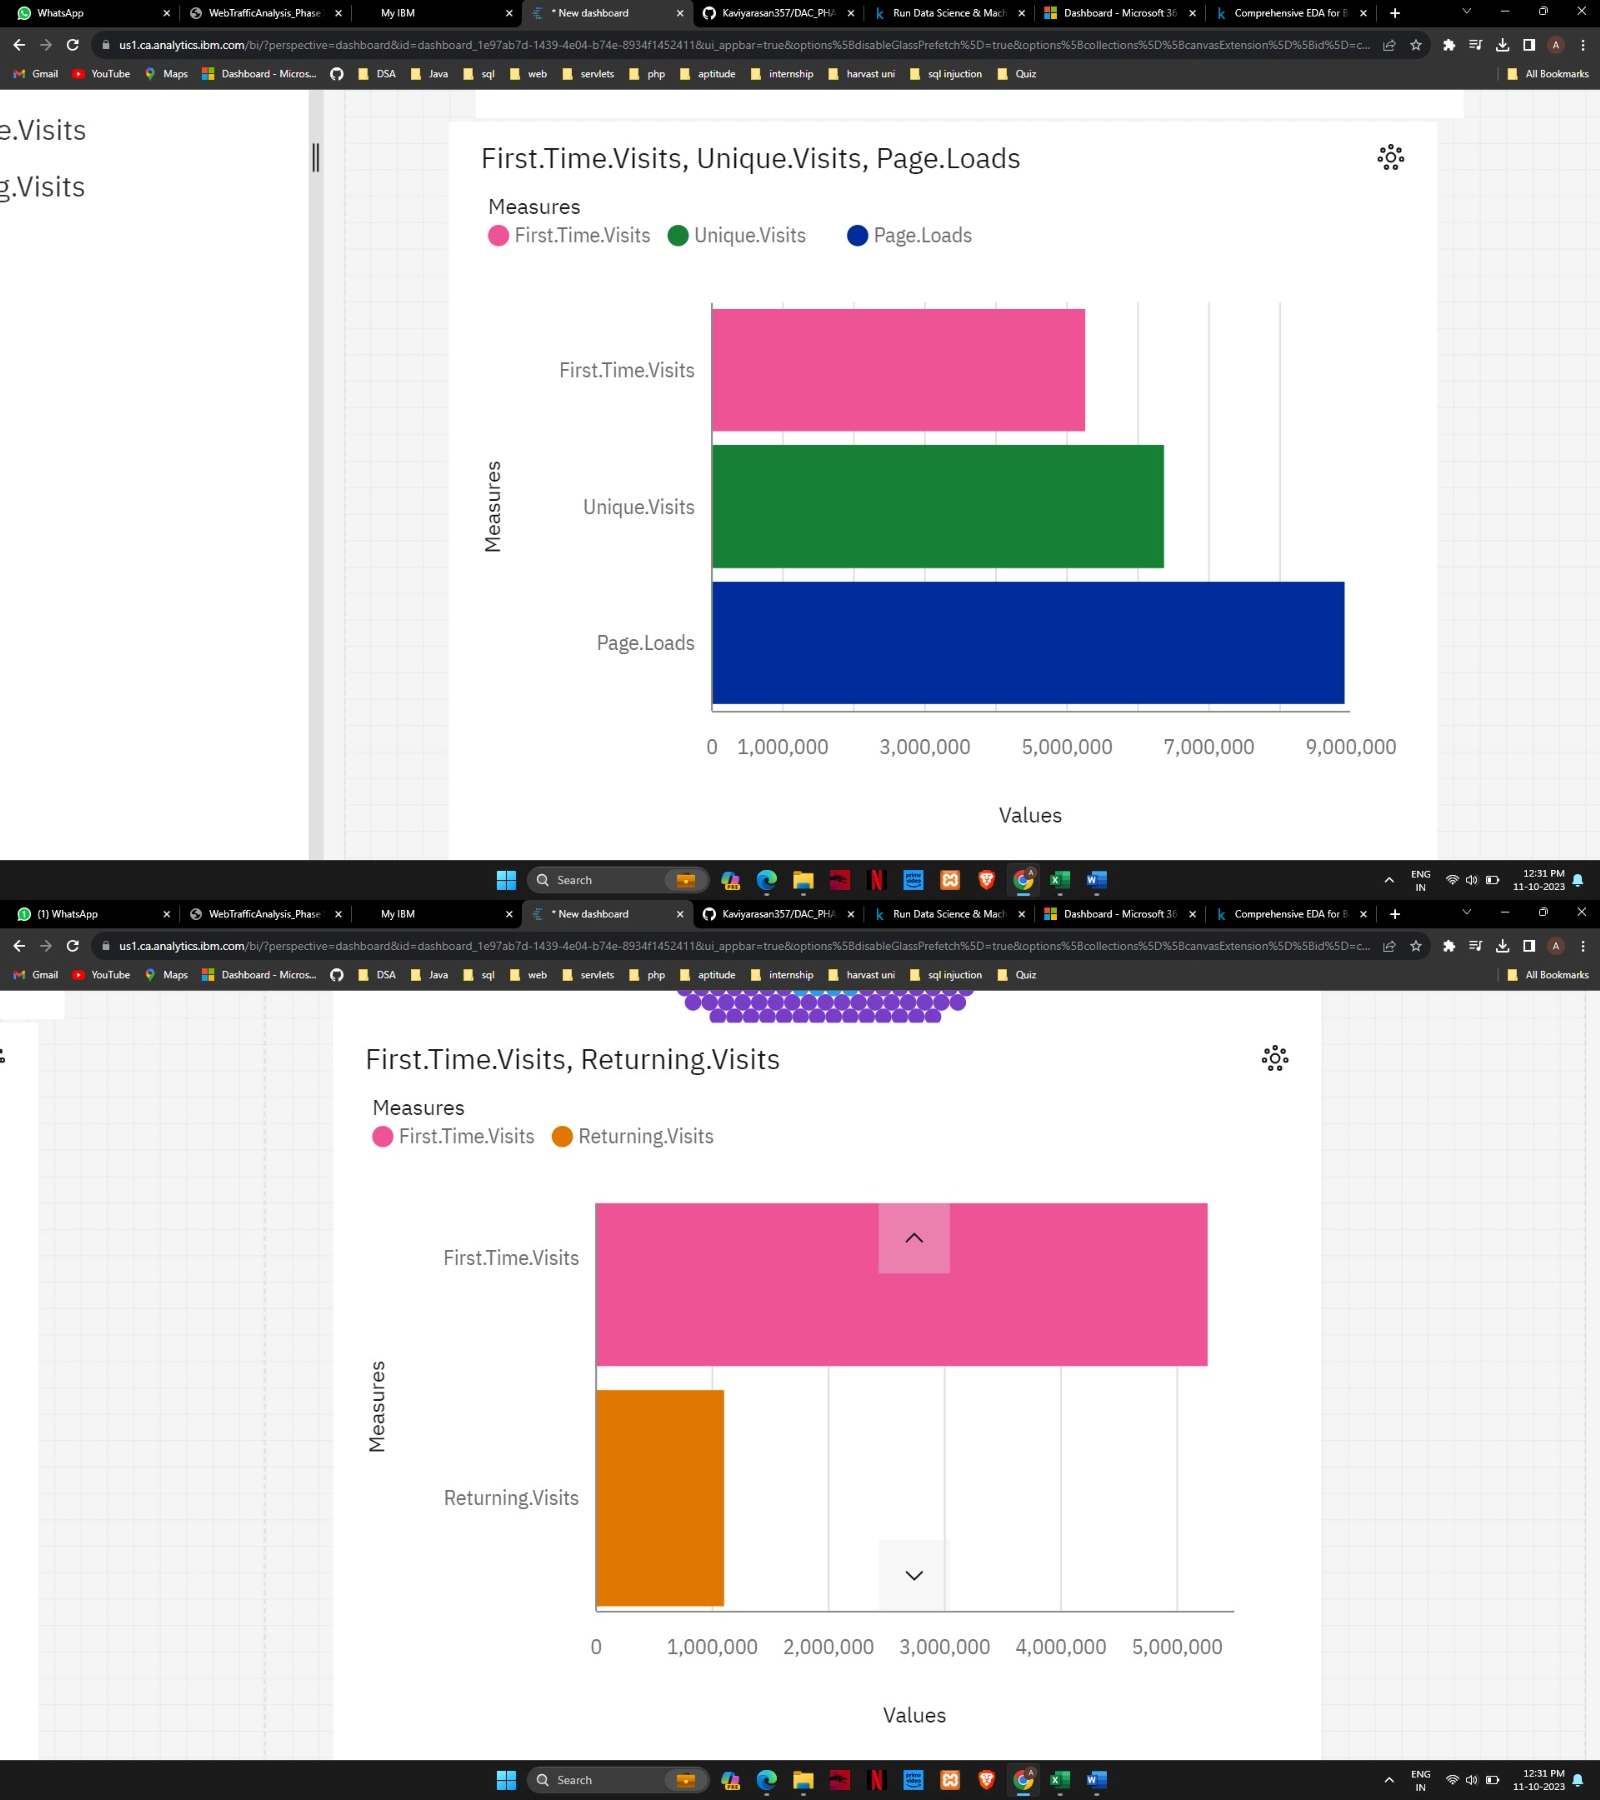 WhatsApp
WebTrafficAnalysis_Phase
My IBM
* New dashboard
Kaviyarasan357/DAC_PHA
Run Data Science & Mach
Dashboard - Microsoft 36
Comprehensive EDA for B
us1.ca.analytics.ibm.com/bi/?perspective=dashboard&id=dashboard_1e97ab7d-1439-4e04-b74e-8934f1452411&ui_appbar=true&options%5BdisableGlassPrefetch%5D=true&options%5Bcollections%5D%5BcanvasExtension%5D%5Bid%5D=c...
A
Gmail YouTube Maps Dashboard - Micros... DSA Java sql web servlets php aptitude internship harvast uni sql injuction Quiz All Bookmarks
e.Visits
g.Visits
First.Time.Visits, Unique.Visits, Page.Loads
Measures
First.Time.Visits Unique.Visits Page.Loads
First.Time.Visits
Unique.Visits
Page.Loads
Measures
0 1,000,000 3,000,000 5,000,000 7,000,000 9,000,000
Values
Search
ENG
IN
12:31 PM
11-10-2023
(1) WhatsApp
WebTrafficAnalysis_Phase
My IBM
* New dashboard
Kaviyarasan357/DAC_PHA
Run Data Science & Mach
Dashboard - Microsoft 36
Comprehensive EDA for B
us1.ca.analytics.ibm.com/bi/?perspective=dashboard&id=dashboard_1e97ab7d-1439-4e04-b74e-8934f1452411&ui_appbar=true&options%5BdisableGlassPrefetch%5D=true&options%5Bcollections%5D%5BcanvasExtension%5D%5Bid%5D=c...
A
Gmail YouTube Maps Dashboard - Micros... DSA Java sql web servlets php aptitude internship harvast uni sql injuction Quiz All Bookmarks
First.Time.Visits, Returning.Visits
Measures
First.Time.Visits Returning.Visits
First.Time.Visits
Returning.Visits
Measures
0 1,000,000 2,000,000 3,000,000 4,000,000 5,000,000
Values
Search
ENG
IN
12:31 PM
11-10-2023